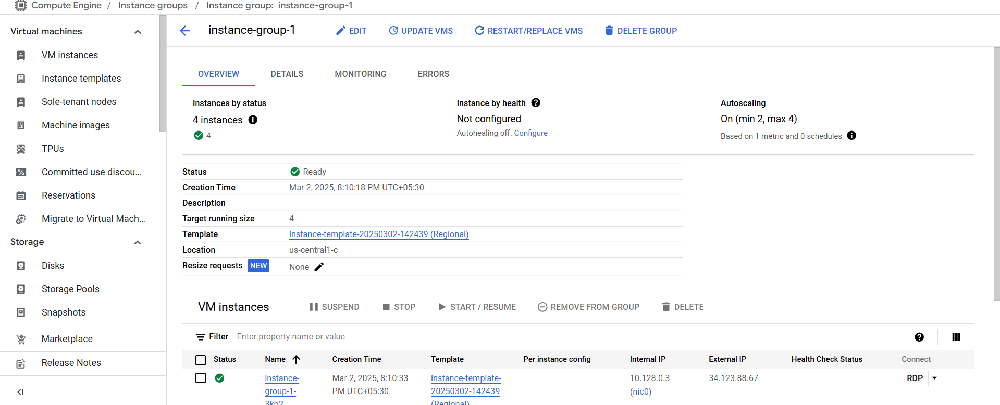 Compute Engine / Instance groups / Instance group: instance-group-1
Virtual machines
VM instances
Instance templates
Sole-tenant nodes
Machine images
TPUs
Committed use discou...
Reservations
Migrate to Virtual Mach...
Storage
Disks
Storage Pools
Snapshots
Marketplace
Release Notes
instance-group-1 EDIT UPDATE VMS RESTART/REPLACE VMS DELETE GROUP
OVERVIEW DETAILS MONITORING ERRORS
Instances by status
4 instances
4
Instance by health
Not configured
Autohealing off. Configure
Autoscaling
On (min 2, max 4)
Based on 1 metric and 0 schedules
Status Ready
Creation Time Mar 2, 2025, 8:10:18 PM UTC+05:30
Description
Target running size 4
Template instance-template-20250302-142439 (Regional)
Location us-central1-c
Resize requests NEW None
VM instances SUSPEND STOP START / RESUME REMOVE FROM GROUP DELETE
Filter Enter property name or value
Status Name Creation Time Template Per instance config Internal IP External IP Health Check Status Connect
instance- Mar 2, 2025, 8:10:33 instance-template- 10.128.0.3 34.123.88.67 RDP
group-1- PM UTC+05:30 20250302-142439 (nic0)
3kb2 (Regional)